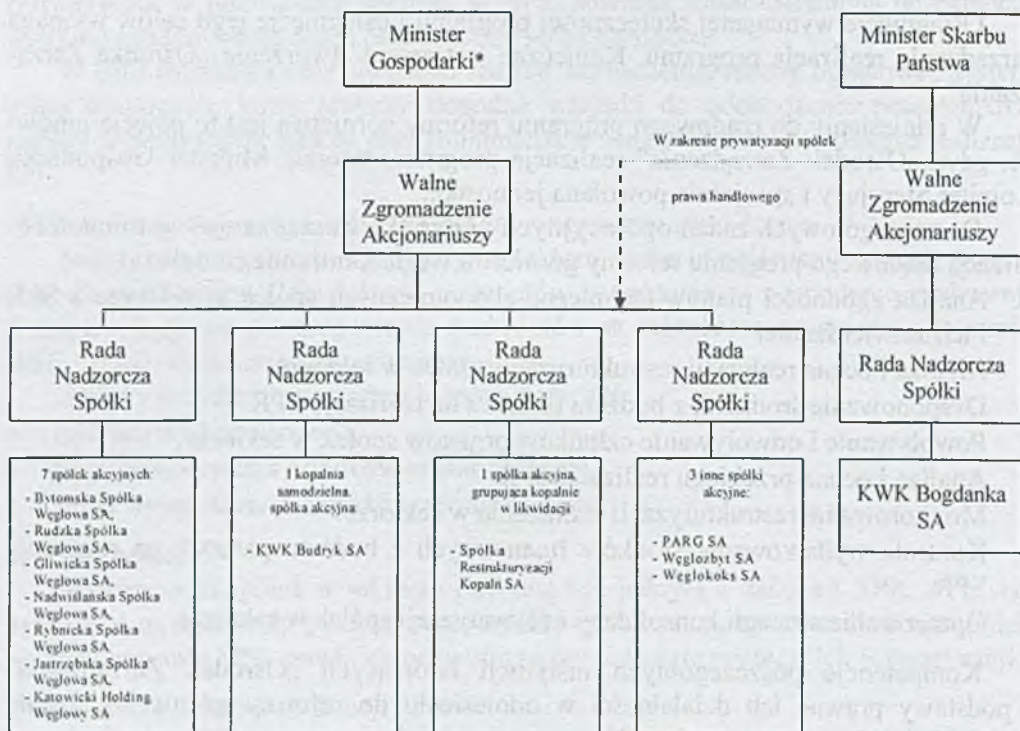 Minister
Gospodarki*
Minister Skarbu
Państwa
W zakresie prywatyzacji spółek
prawa handlowego
Walne
Zgromadzenie
Akcjonariuszy
Walne
Zgromadzenie
Akcjonariuszy
Rada
Nadzorcza
Spółki
Rada
Nadzorcza
Spółki
Rada
Nadzorcza
Spółki
Rada
Nadzorcza
Spółki
Rada Nadzorcza
Spółki
7 spółek akcyjnych:
- Bytomska Spółka
Węglowa SA,
- Rudzka Spółka
Węglowa SA,
- Gliwicka Spółka
Węglowa SA,
- Nadwiślańska Spółka
Węglowa SA,
- Rybnicka Spółka
Węglowa SA,
- Jastrzębska Spółka
Węglowa SA,
- Katowicki Holding
Węglowy SA
1 kopalnia
samodzielna,
spółka akcyjna:
- KWK Budryk SA
1 spółka akcyjna,
grupująca kopalnie
w likwidacji
- Spółka
Restrukturyzacji
Kopalń SA
3 spółki
akcyjne:
- PARG SA
- Węglozbyt SA
- Węglokoks SA
KWK Bogdanka
SA